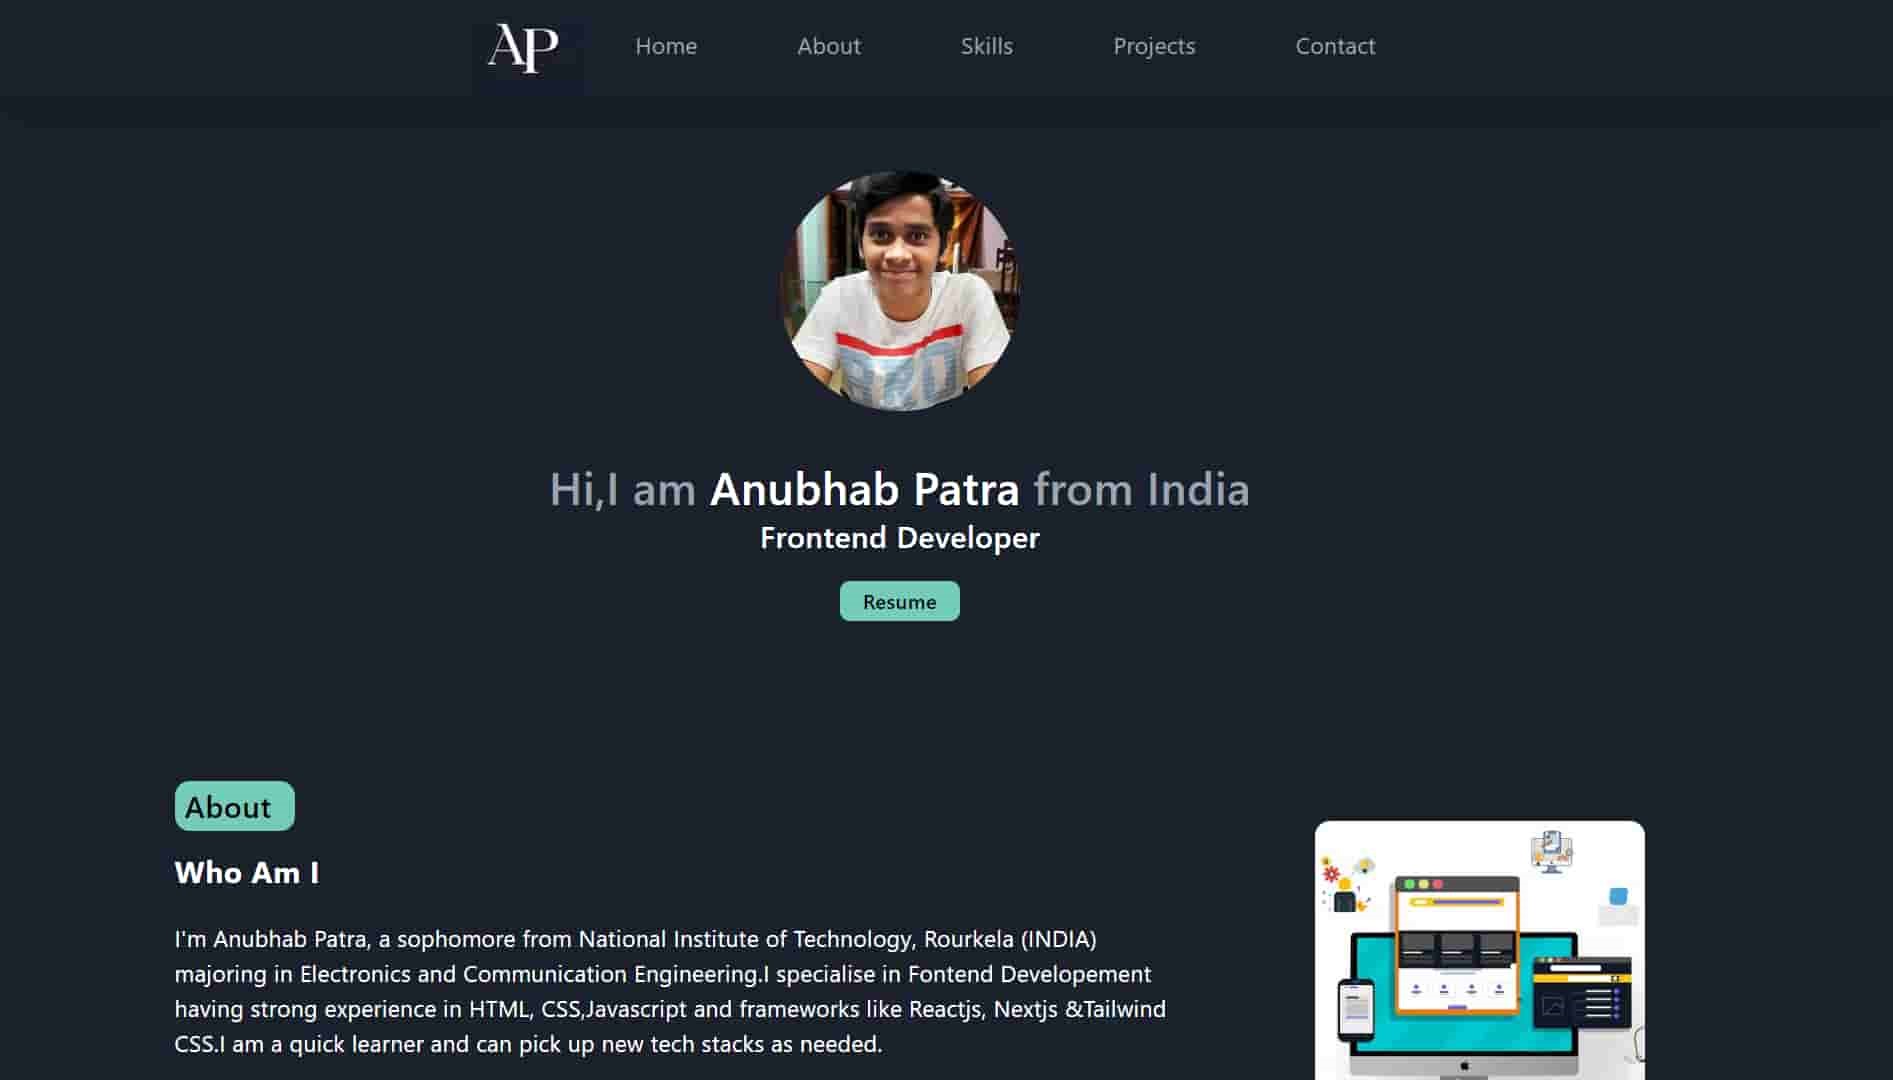 AP Home About Skills Projects Contact
Hi,I am Anubhab Patra from India
Frontend Developer
Resume
About
Who Am I
I'm Anubhab Patra, a sophomore from National Institute of Technology, Rourkela (INDIA)
majoring in Electronics and Communication Engineering.I specialise in Fontend Developement
having strong experience in HTML, CSS,Javascript and frameworks like Reactjs, Nextjs &Tailwind
CSS.I am a quick learner and can pick up new tech stacks as needed.